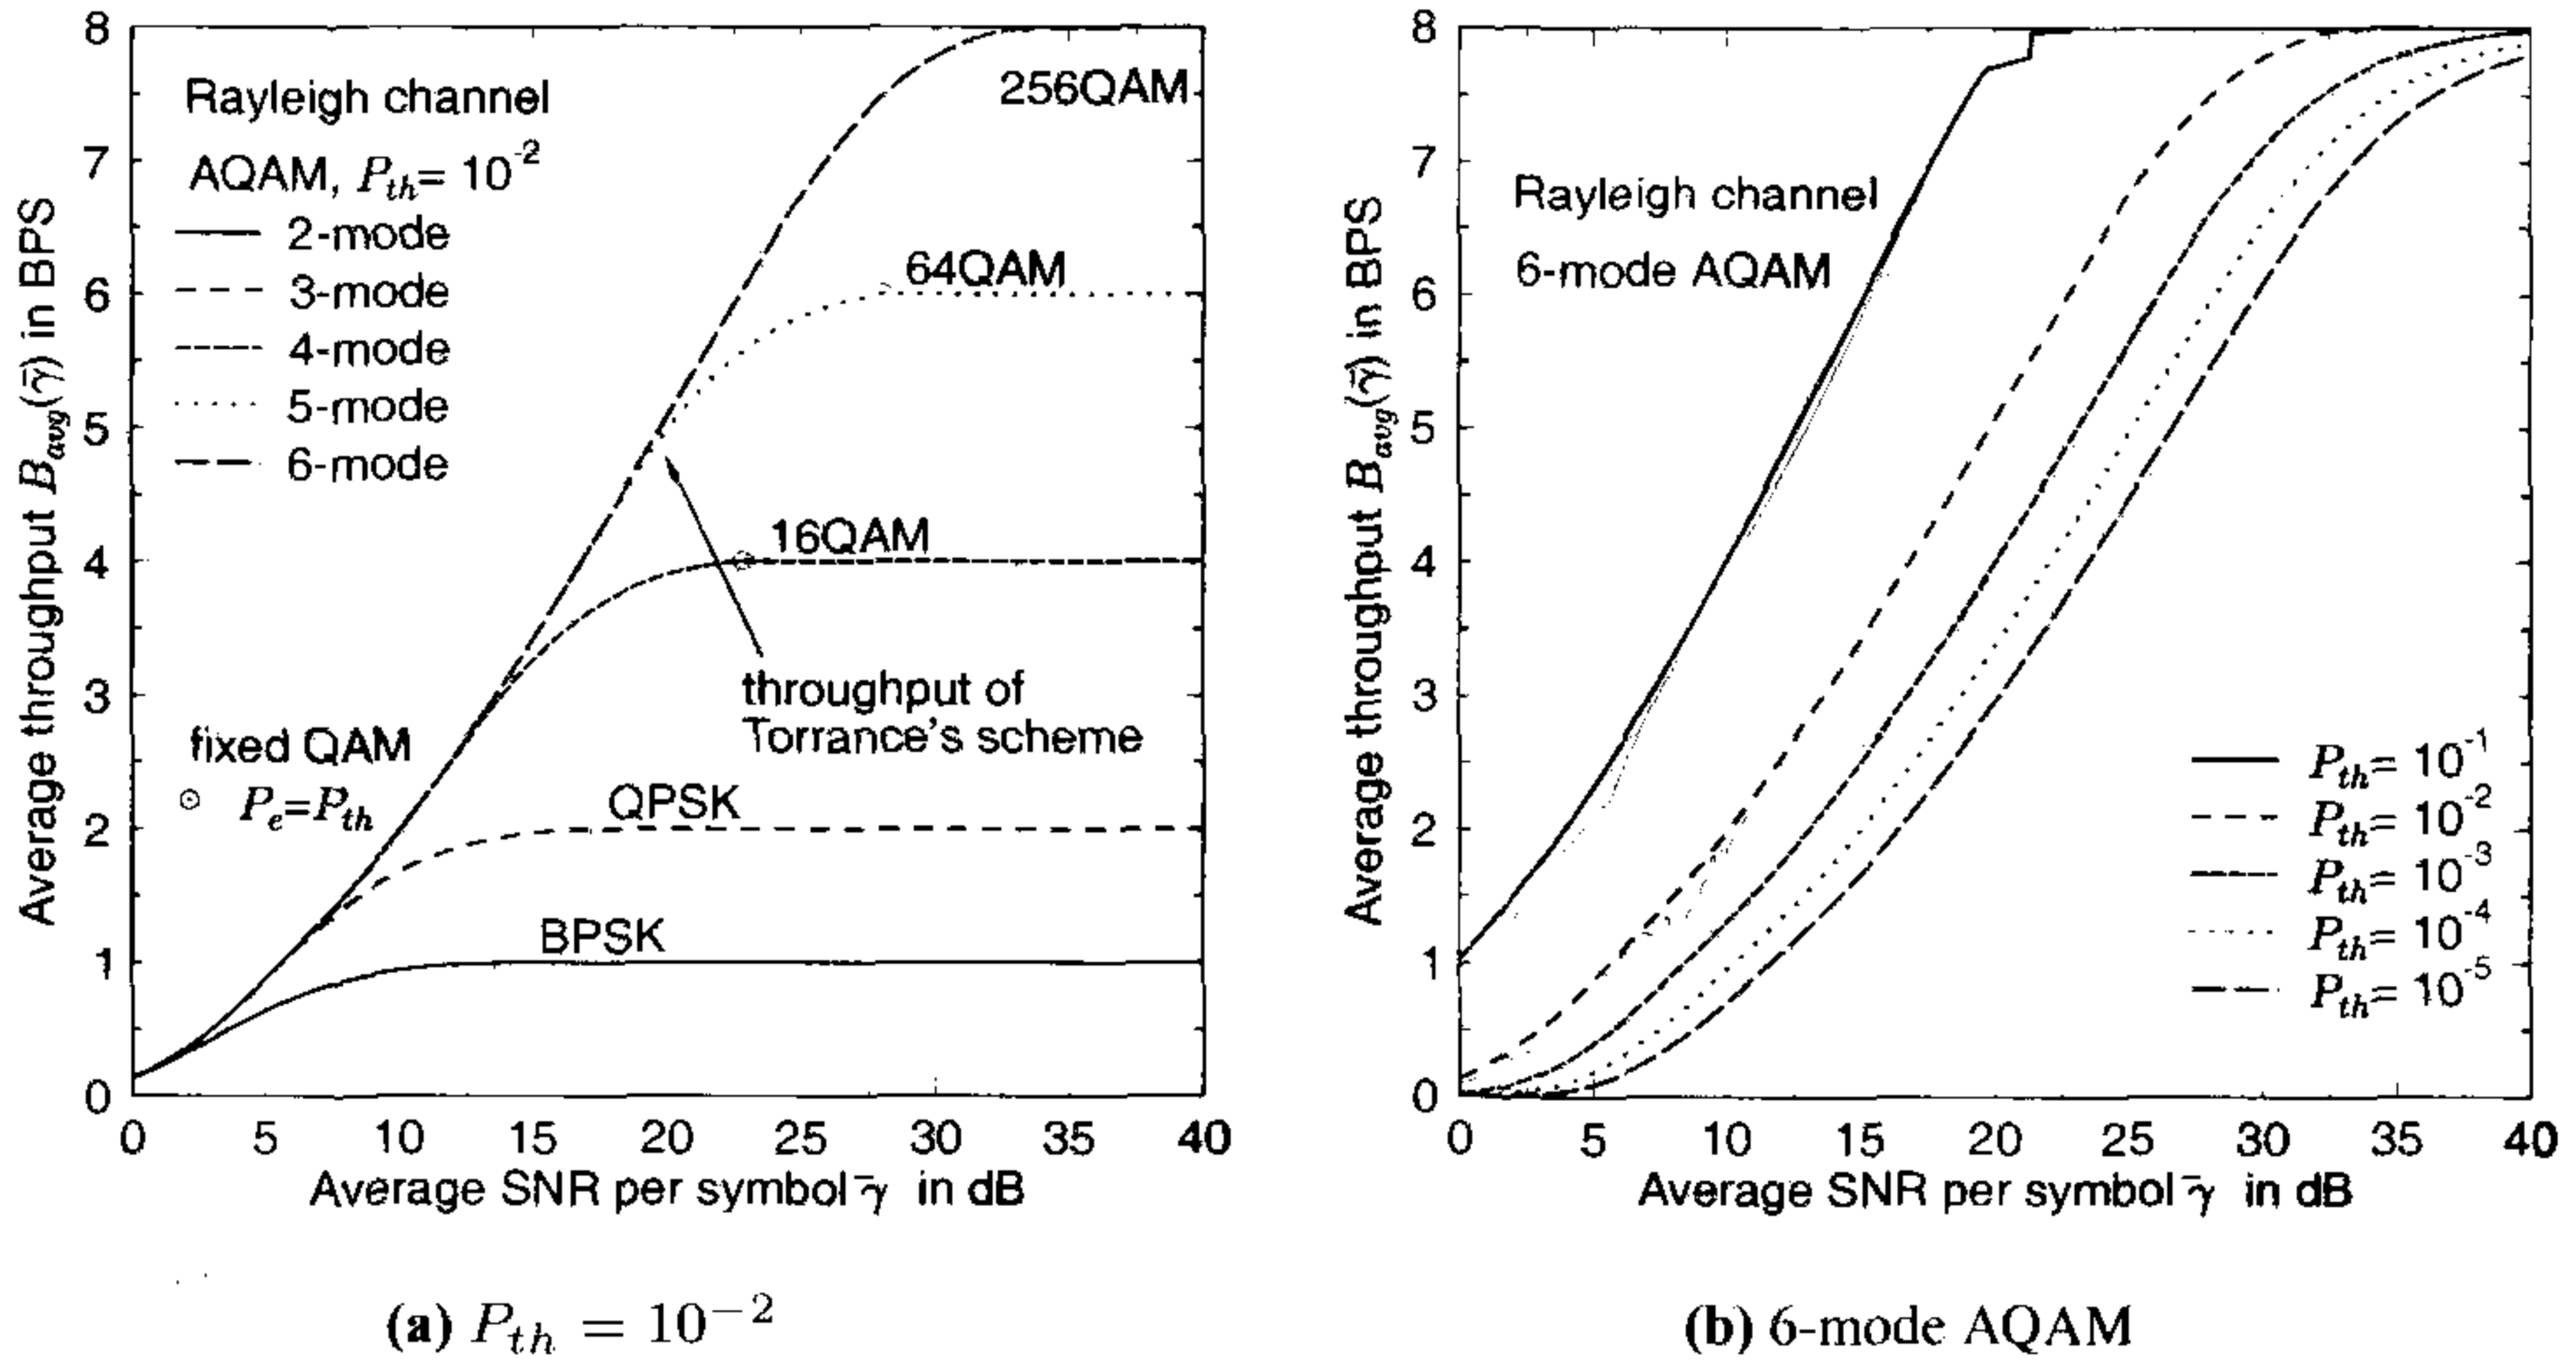 Average throughput B_avg(γ̄) in BPS
8
7
6
5
4
3
2
1
0
Rayleigh channel
AQAM, P_th= 10^-2
2-mode
3-mode
4-mode
5-mode
6-mode
256QAM
64QAM
16QAM
throughput of
Torrance's scheme
fixed QAM
P_e=P_th
QPSK
BPSK
0 5 10 15 20 25 30 35 40
Average SNR per symbol γ̄ in dB
(a) P_th = 10^−2
Average throughput B_avg(γ̄) in BPS
8
7
6
5
4
3
2
1
0
Rayleigh channel
6-mode AQAM
P_th= 10^-1
P_th= 10^-2
P_th= 10^-3
P_th= 10^-4
P_th= 10^-5
0 5 10 15 20 25 30 35 40
Average SNR per symbol γ̄ in dB
(b) 6-mode AQAM